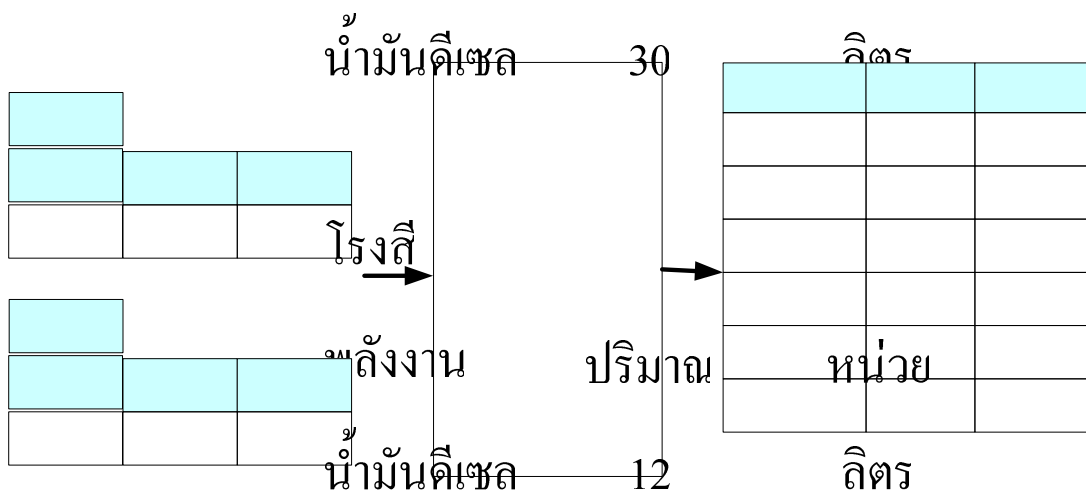 น้ำมันดีเซล 30 ลิตร
โรงสี
พลังงาน ปริมาณ หน่วย
น้ำมันดีเซล 12 ลิตร